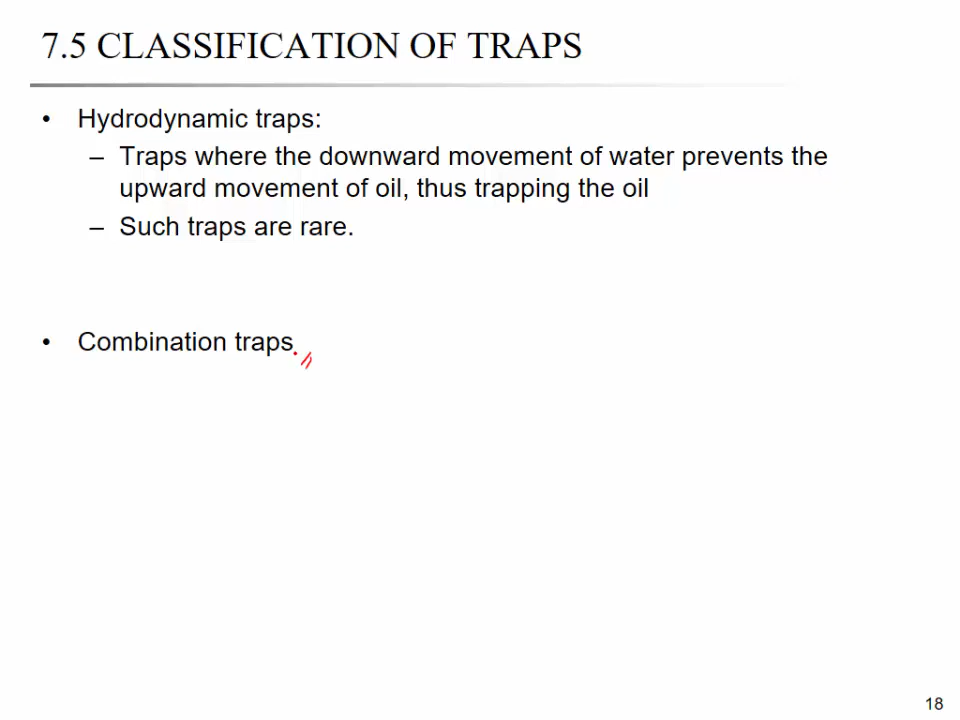 7.5 CLASSIFICATION OF TRAPS
• Hydrodynamic traps:
– Traps where the downward movement of water prevents the
upward movement of oil, thus trapping the oil
– Such traps are rare.
• Combination traps.
18